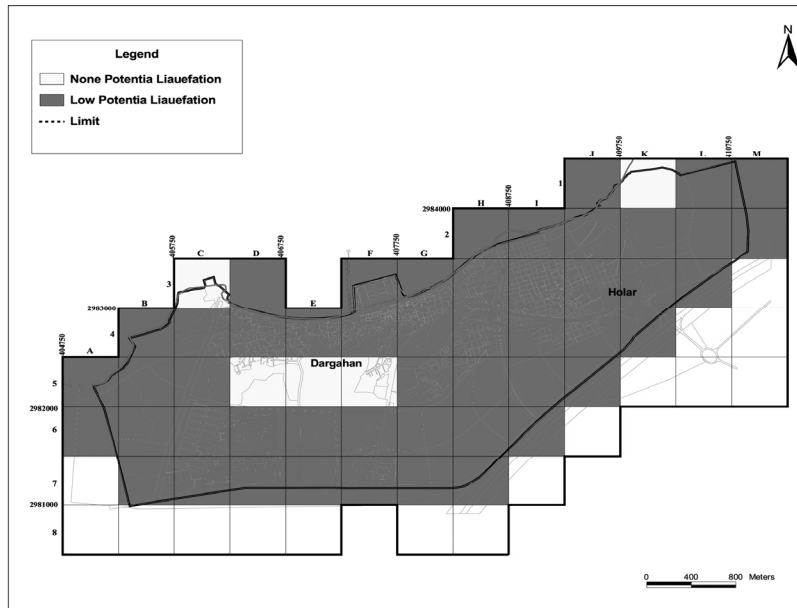 N
Legend
None Potentia Liauefation
Low Potentia Liauefation
Limit
409750
410750
J K L M
1
408750
H I
2984000
2
405750
406750
407750
C D F G
3
E
Holar
2983000
404750
B
4
A
Dargahan
5
2982000
6
7
2981000
8
0 400 800 Meters